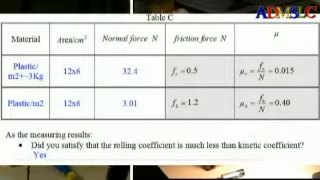 ADMSLC
Table C
Material Area/cm² Normal force N friction force N μ
Plastic/ m2+~3Kg 12x6 32.4 fᵣ = 0.5 μᵣ = fᵣ/N = 0.015
Plastic/m2 12x6 3.01 fₖ = 1.2 μₖ = fₖ/N = 0.40
As the measuring results:
• Did you satisfy that the rolling coefficient is much less than kinetic coefficient?
Yes